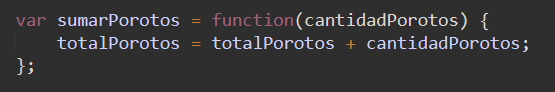 var sumarPorotos = function(cantidadPorotos) {
    totalPorotos = totalPorotos + cantidadPorotos;
};